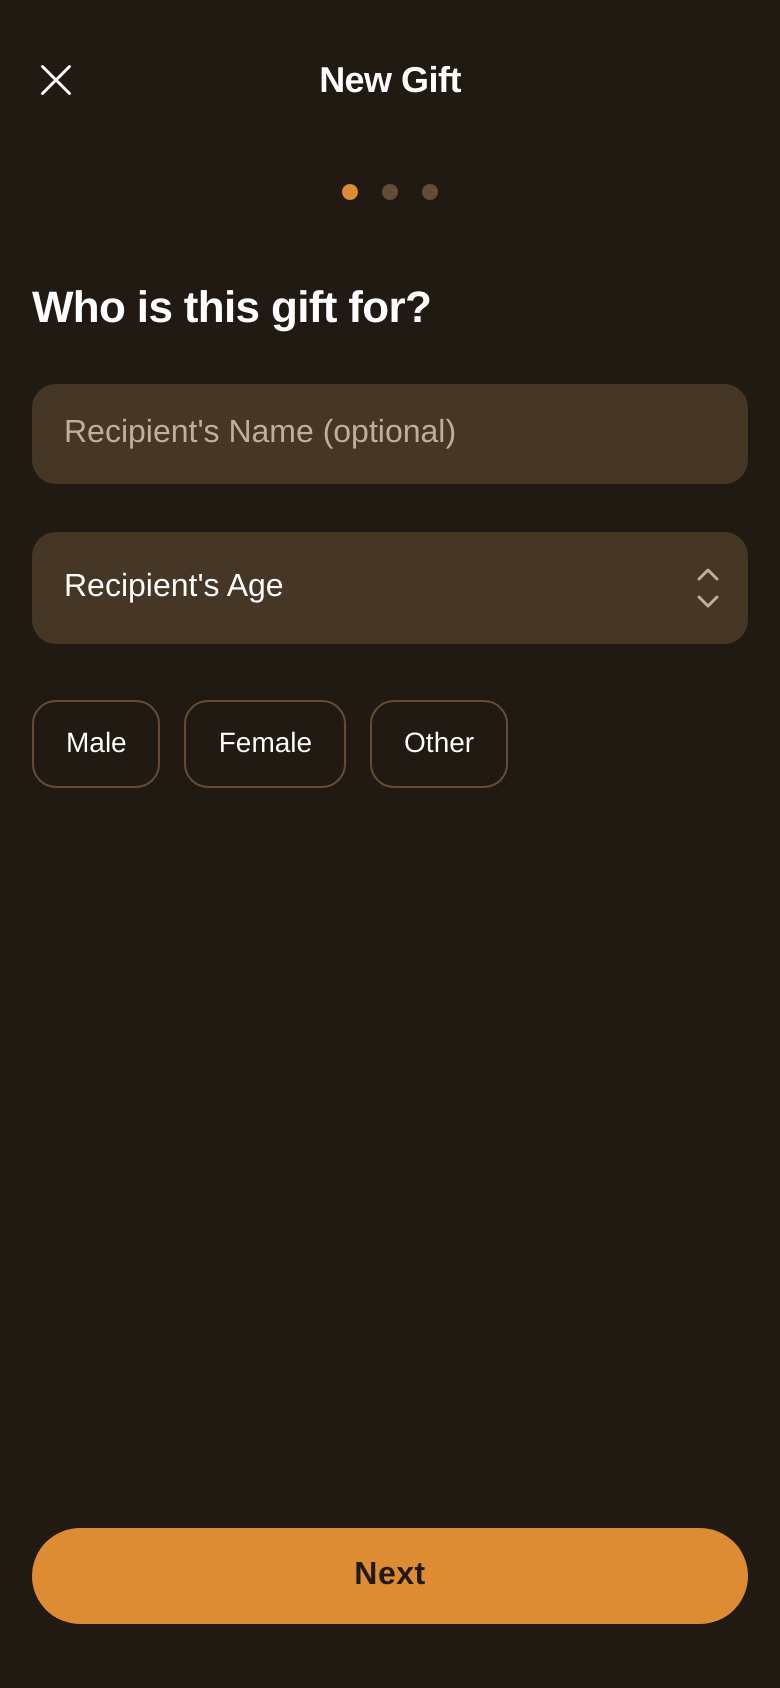 New Gift
Who is this gift for?
Recipient's Name (optional)
Recipient's Age
Male Female Other
Next